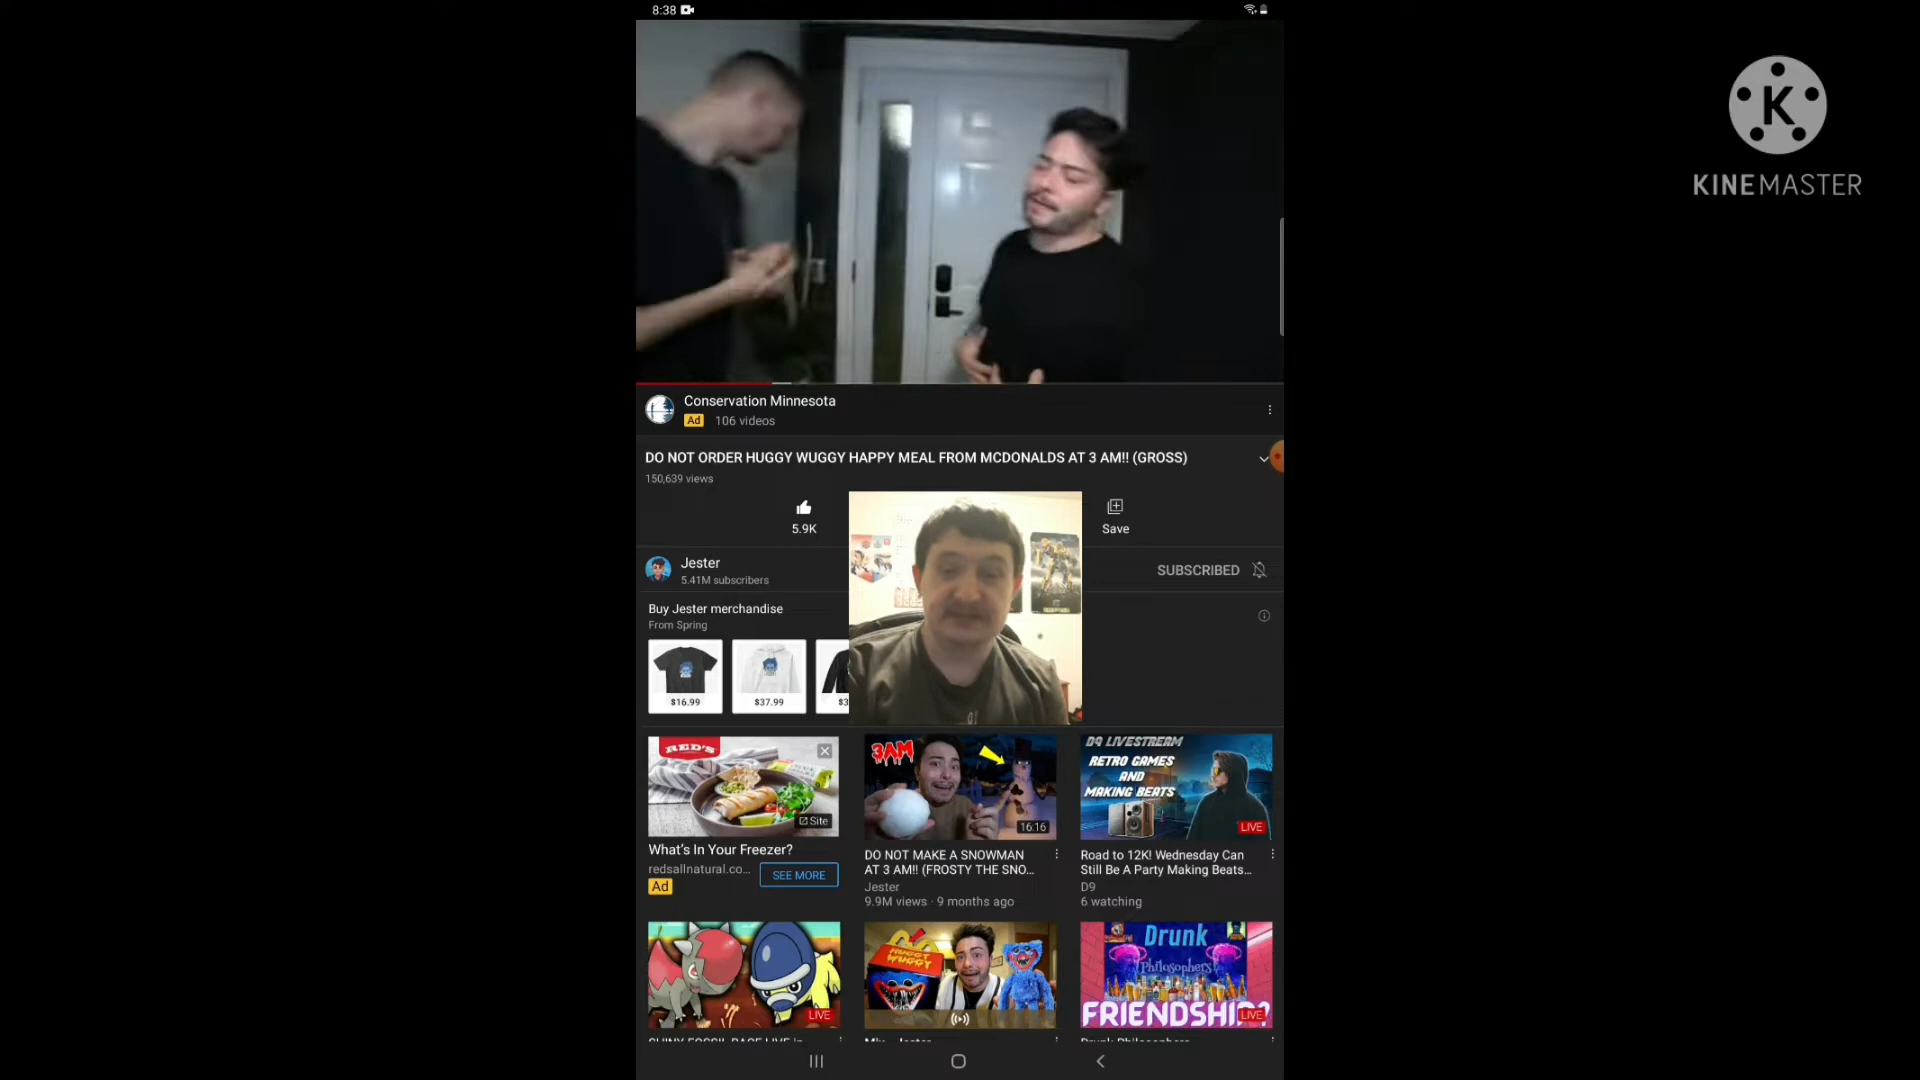 8:38
KINEMASTER
Conservation Minnesota
Ad 106 videos
DO NOT ORDER HUGGY WUGGY HAPPY MEAL FROM MCDONALDS AT 3 AM!! (GROSS)
150,639 views
5.9K
Save
Jester
5.41M subscribers
SUBSCRIBED
Buy Jester merchandise
From Spring
$16.99
$37.99
$3
RED'S
Site
What's In Your Freezer?
redsallnatural.co...
SEE MORE
Ad
3AM
16:16
DO NOT MAKE A SNOWMAN
AT 3 AM!! (FROSTY THE SNO...
Jester
9.9M views · 9 months ago
D9 LIVESTREAM
RETRO GAMES
AND
MAKING BEATS
LIVE
Road to 12K! Wednesday Can
Still Be A Party Making Beats...
D9
6 watching
LIVE
HUGGY
WUGGY
Drunk
Philosophers
FRIENDSHIP?
LIVE